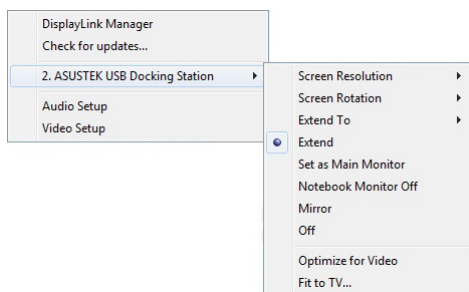 DisplayLink Manager
Check for updates...
2. ASUSTEK USB Docking Station
Audio Setup
Video Setup
Screen Resolution
Screen Rotation
Extend To
Extend
Set as Main Monitor
Notebook Monitor Off
Mirror
Off
Optimize for Video
Fit to TV...